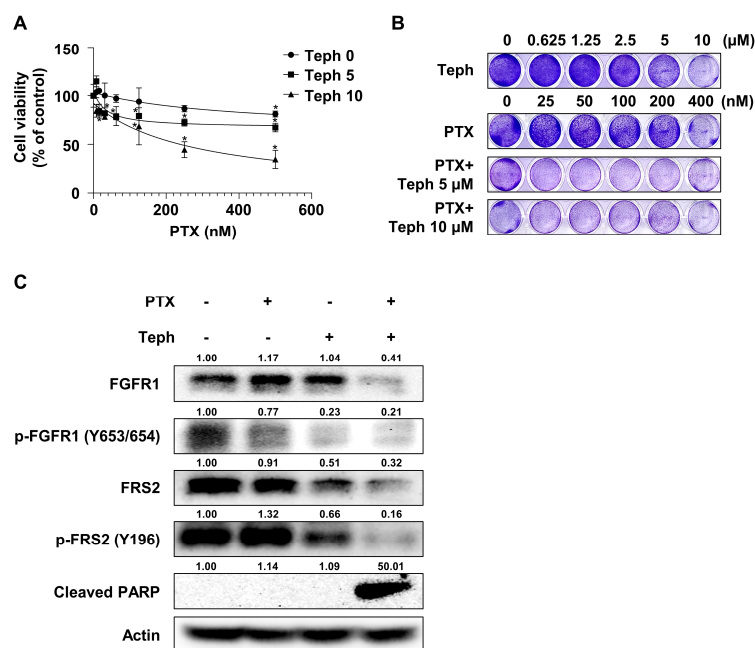 A
Cell viability
(% of control)
150
100
50
0
0
200
400
600
PTX (nM)
Teph 0
Teph 5
Teph 10
* * * * * * * * *
B
0 0.625 1.25 2.5 5 10 (μM)
Teph
0 25 50 100 200 400 nM)
PTX
PTX+
Teph 5 μM
PTX+
Teph 10 μM
C
PTX - + - +
Teph - - + +
1.00 1.17 1.04 0.41
FGFR1
1.00 0.77 0.23 0.21
p-FGFR1 (Y653/654)
1.00 0.91 0.51 0.32
FRS2
1.00 1.32 0.66 0.16
p-FRS2 (Y196)
1.00 1.14 1.09 50.01
Cleaved PARP
Actin